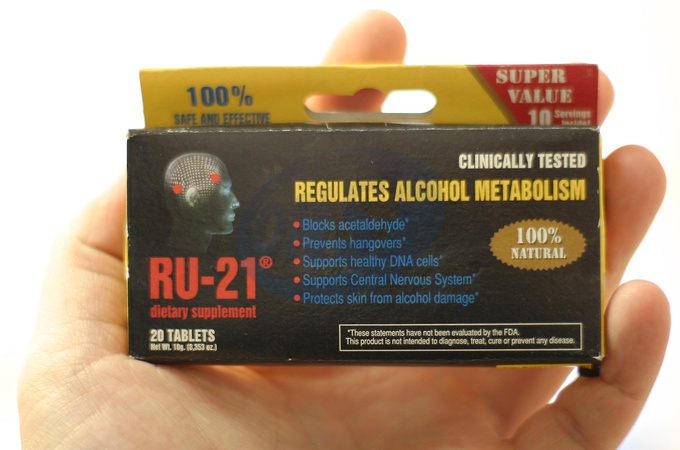 100%
SAFE AND EFFECTIVE
SUPER
VALUE
10 Servings
Inside!
CLINICALLY TESTED
REGULATES ALCOHOL METABOLISM
Blocks acetaldehyde*
Prevents hangovers*
Supports healthy DNA cells*
Supports Central Nervous System*
Protects skin from alcohol damage*
100%
NATURAL
RU-21®
dietary supplement
20 TABLETS
Net Wt. 10g. (0,353 oz.)
*These statements have not been evaluated by the FDA.
This product is not intended to diagnose, treat, cure or prevent any disease.